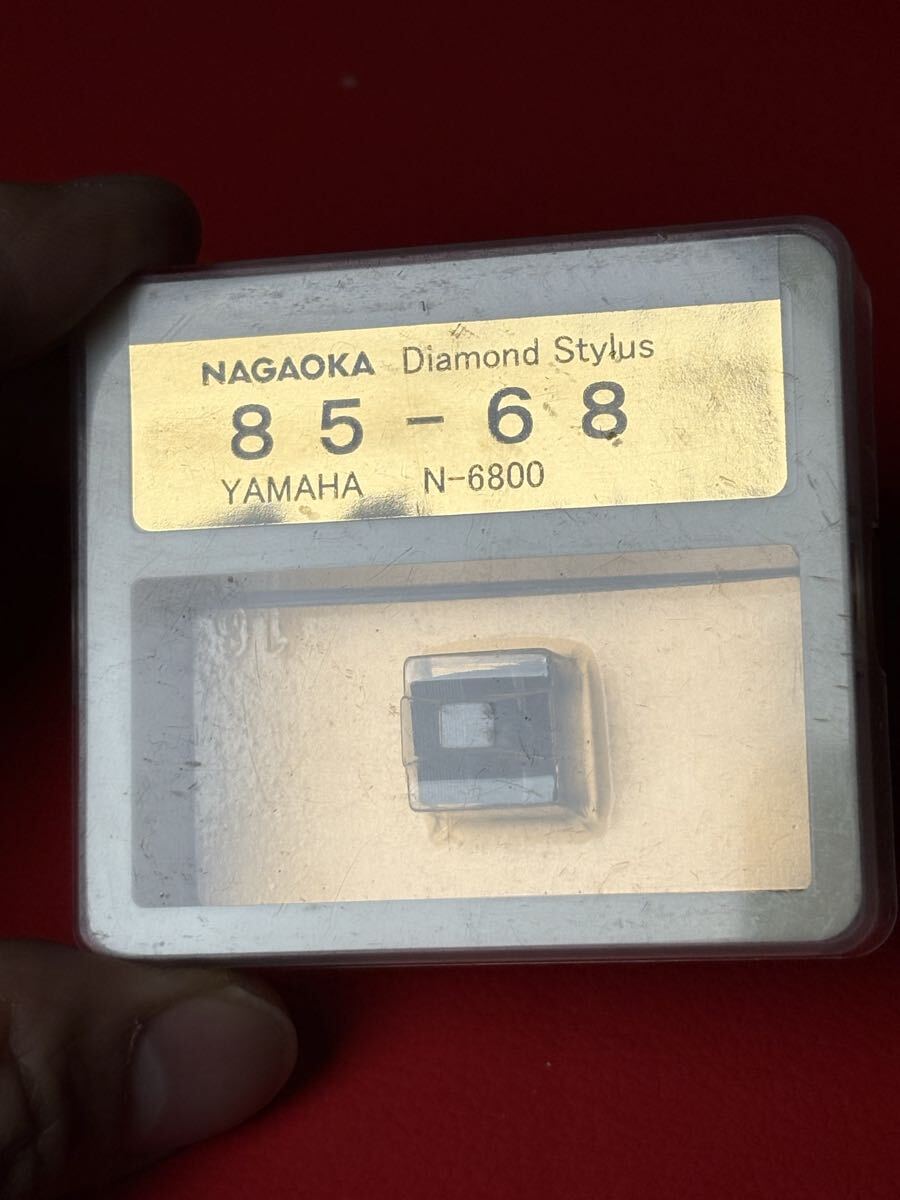 NAGAOKA Diamond Stylus
85-68
YAMAHA N-6800